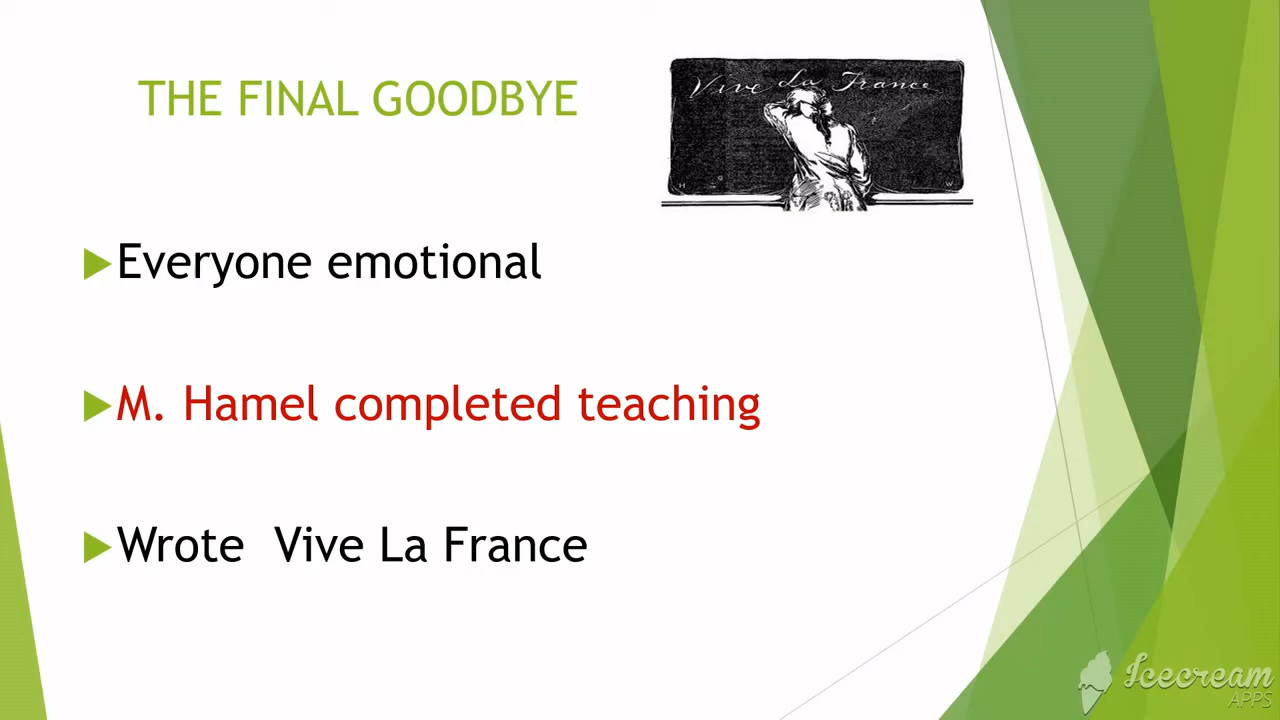 THE FINAL GOODBYE
Vive La France
Everyone emotional
M. Hamel completed teaching
Wrote Vive La France
Icecream
APPS